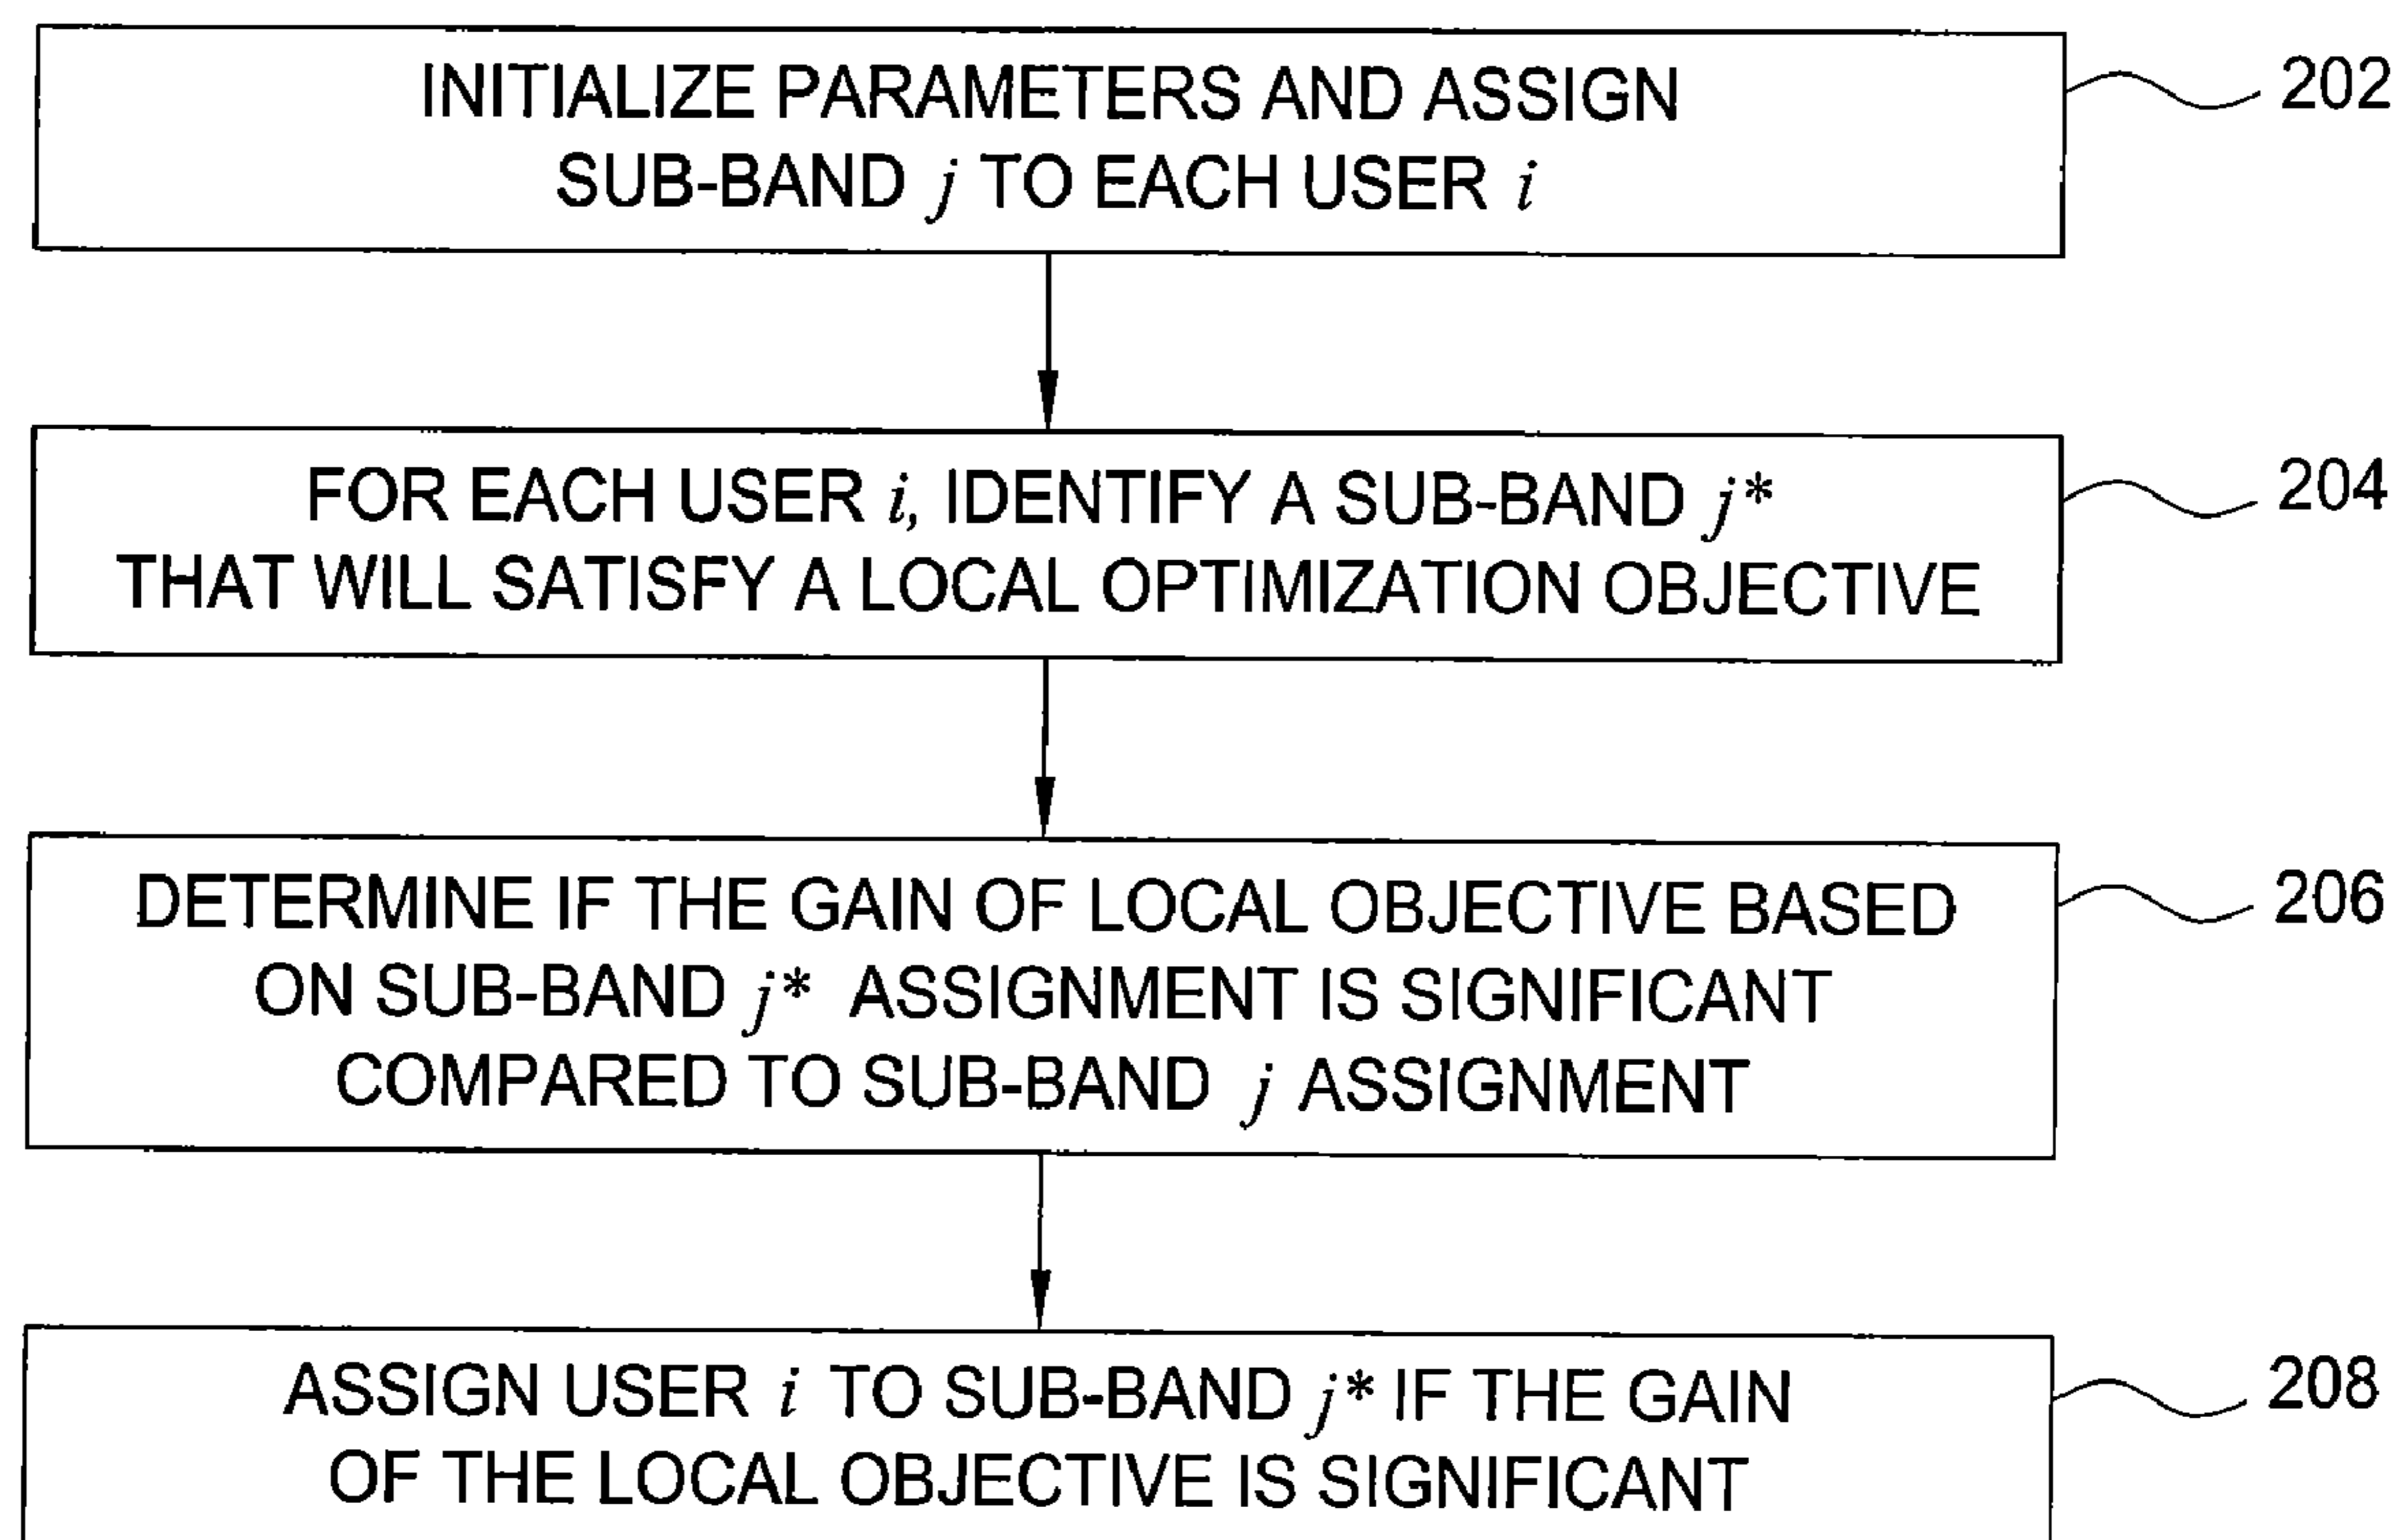 INITIALIZE PARAMETERS AND ASSIGN
SUB-BAND j TO EACH USER i
202
FOR EACH USER i, IDENTIFY A SUB-BAND j*
THAT WILL SATISFY A LOCAL OPTIMIZATION OBJECTIVE
204
DETERMINE IF THE GAIN OF LOCAL OBJECTIVE BASED
ON SUB-BAND j* ASSIGNMENT IS SIGNIFICANT
COMPARED TO SUB-BAND j ASSIGNMENT
206
ASSIGN USER i TO SUB-BAND j* IF THE GAIN
OF THE LOCAL OBJECTIVE IS SIGNIFICANT
208